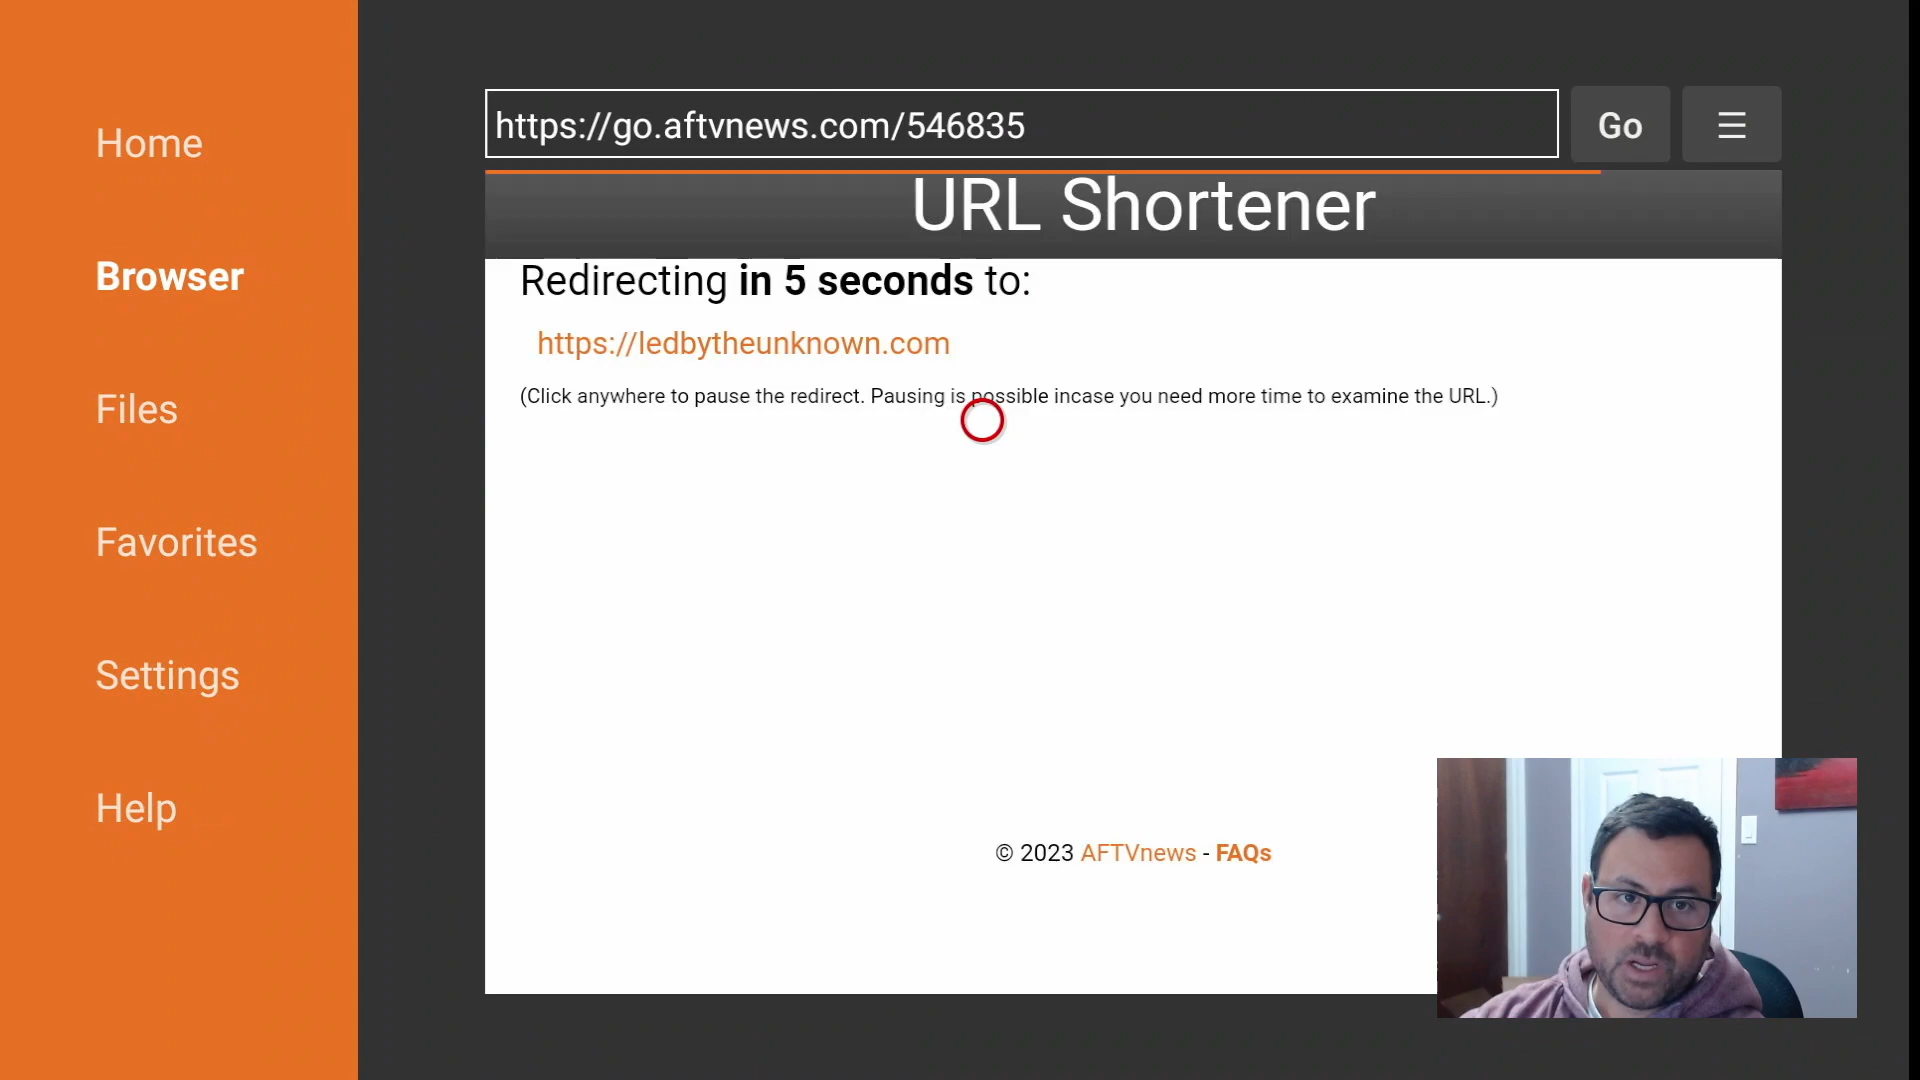 Home
Browser
Files
Favorites
Settings
Help
https://go.aftvnews.com/546835
Go
☰
URL Shortener
Redirecting in 5 seconds to:
https://ledbytheunknown.com
(Click anywhere to pause the redirect. Pausing is possible incase you need more time to examine the URL.)
© 2023 AFTVnews - FAQs